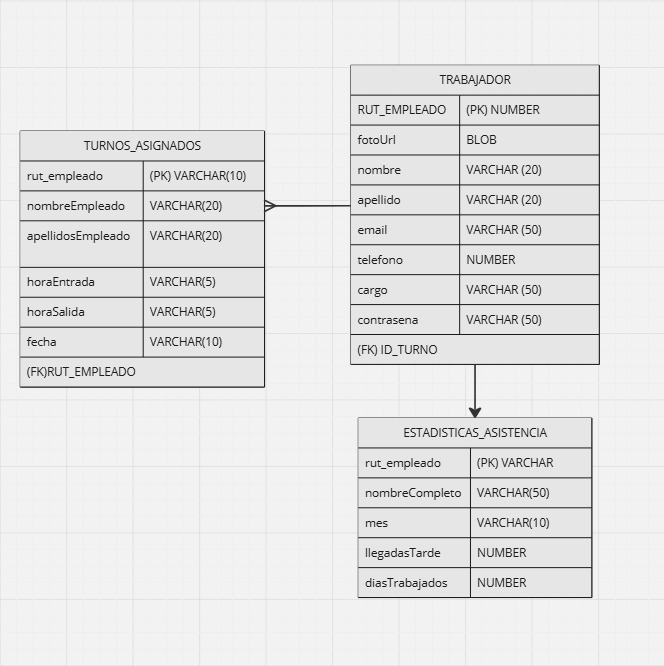 TRABAJADOR
RUT_EMPLEADO (PK) NUMBER
fotoUrl BLOB
nombre VARCHAR (20)
apellido VARCHAR (20)
email VARCHAR (50)
telefono NUMBER
cargo VARCHAR (50)
contrasena VARCHAR (50)
(FK) ID_TURNO
TURNOS_ASIGNADOS
rut_empleado (PK) VARCHAR(10)
nombreEmpleado VARCHAR(20)
apellidosEmpleado VARCHAR(20)
horaEntrada VARCHAR(5)
horaSalida VARCHAR(5)
fecha VARCHAR(10)
(FK)RUT_EMPLEADO
ESTADISTICAS_ASISTENCIA
rut_empleado (PK) VARCHAR
nombreCompleto VARCHAR(50)
mes VARCHAR(10)
llegadasTarde NUMBER
diasTrabajados NUMBER